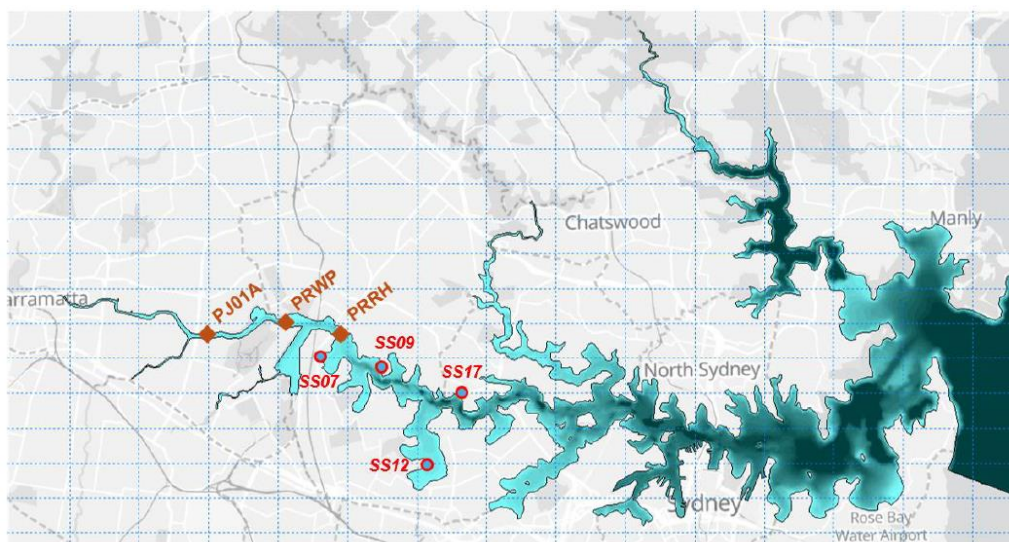 Chatswood
Manly
arramatta
PJ01A
PRWP
PRRH
SS09
SS07
SS17
North Sydney
SS12
Sydney
Rose Bay
Water Airport